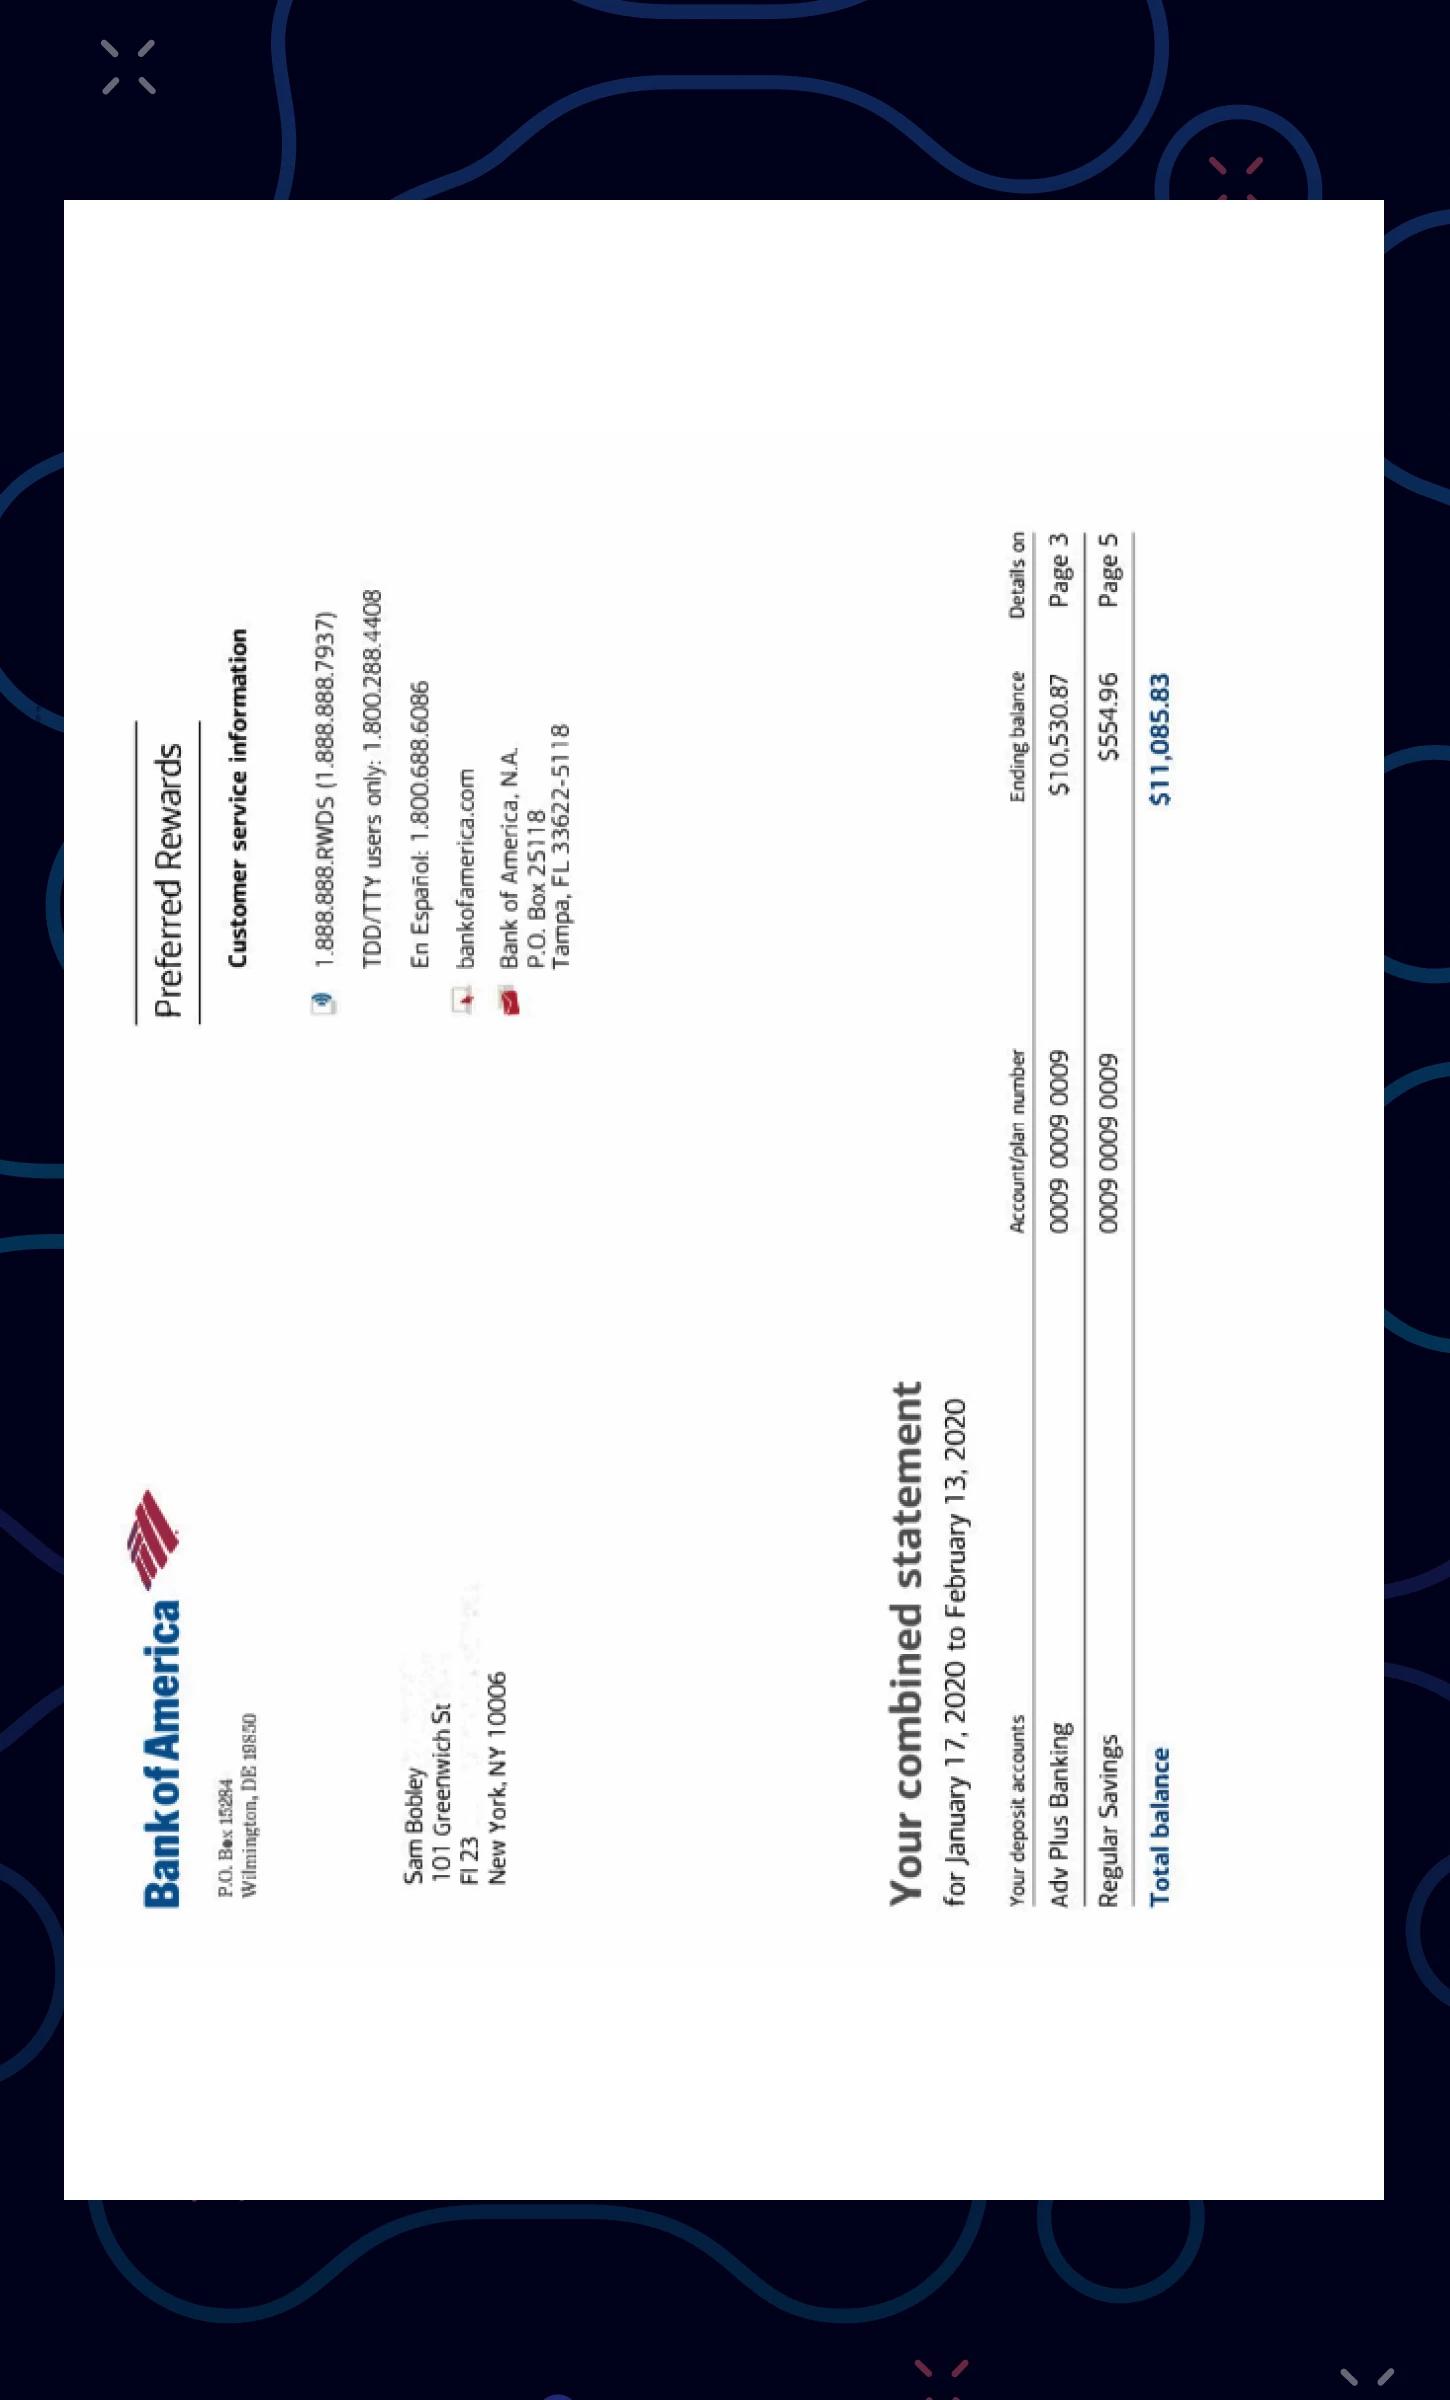 Bank of America
P.O. Box 15284
Wilmington, DE 19850
Preferred Rewards
Customer service information
1.888.888.RWDS (1.888.888.7937)
TDD/TTY users only: 1.800.288.4408
En Español: 1.800.688.6086
bankofamerica.com
Bank of America, N.A.
P.O. Box 25118
Tampa, FL 33622-5118
Sam Bobley
101 Greenwich St
Fl 23
New York, NY 10006
Your combined statement
for January 17, 2020 to February 13, 2020
Your deposit accounts Account/plan number Ending balance Details on
Adv Plus Banking 0009 0009 0009 $10,530.87 Page 3
Regular Savings 0009 0009 0009 $554.96 Page 5
Total balance $11,085.83